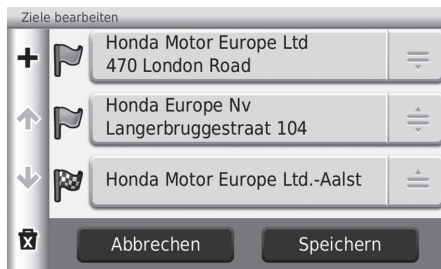 Ziele bearbeiten
Honda Motor Europe Ltd
470 London Road
Honda Europe Nv
Langerbruggestraat 104
Honda Motor Europe Ltd.-Aalst
Abbrechen
Speichern